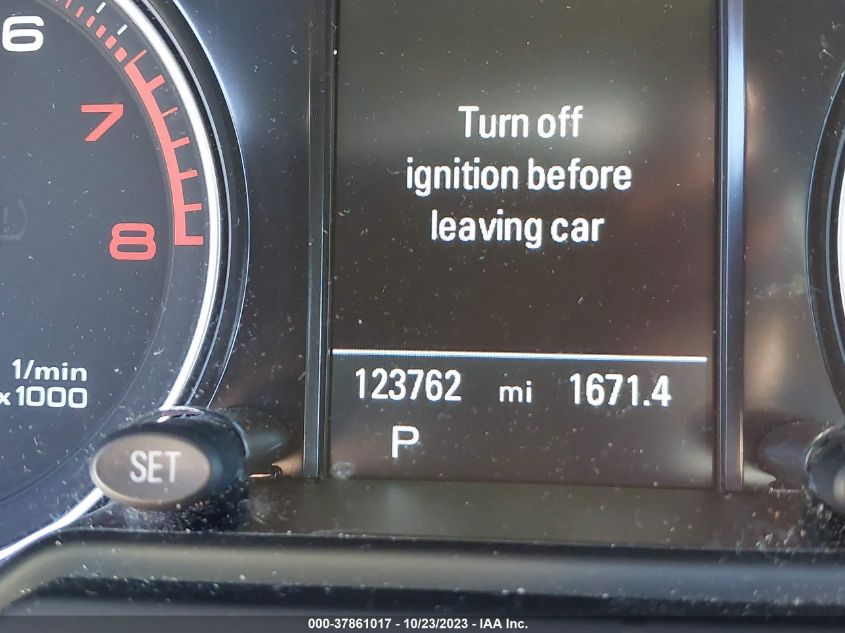 6
7
8
1/min
x1000
SET
Turn off
ignition before
leaving car
123762 mi 1671.4
P
000-37861017 - 10/23/2023 - IAA Inc.